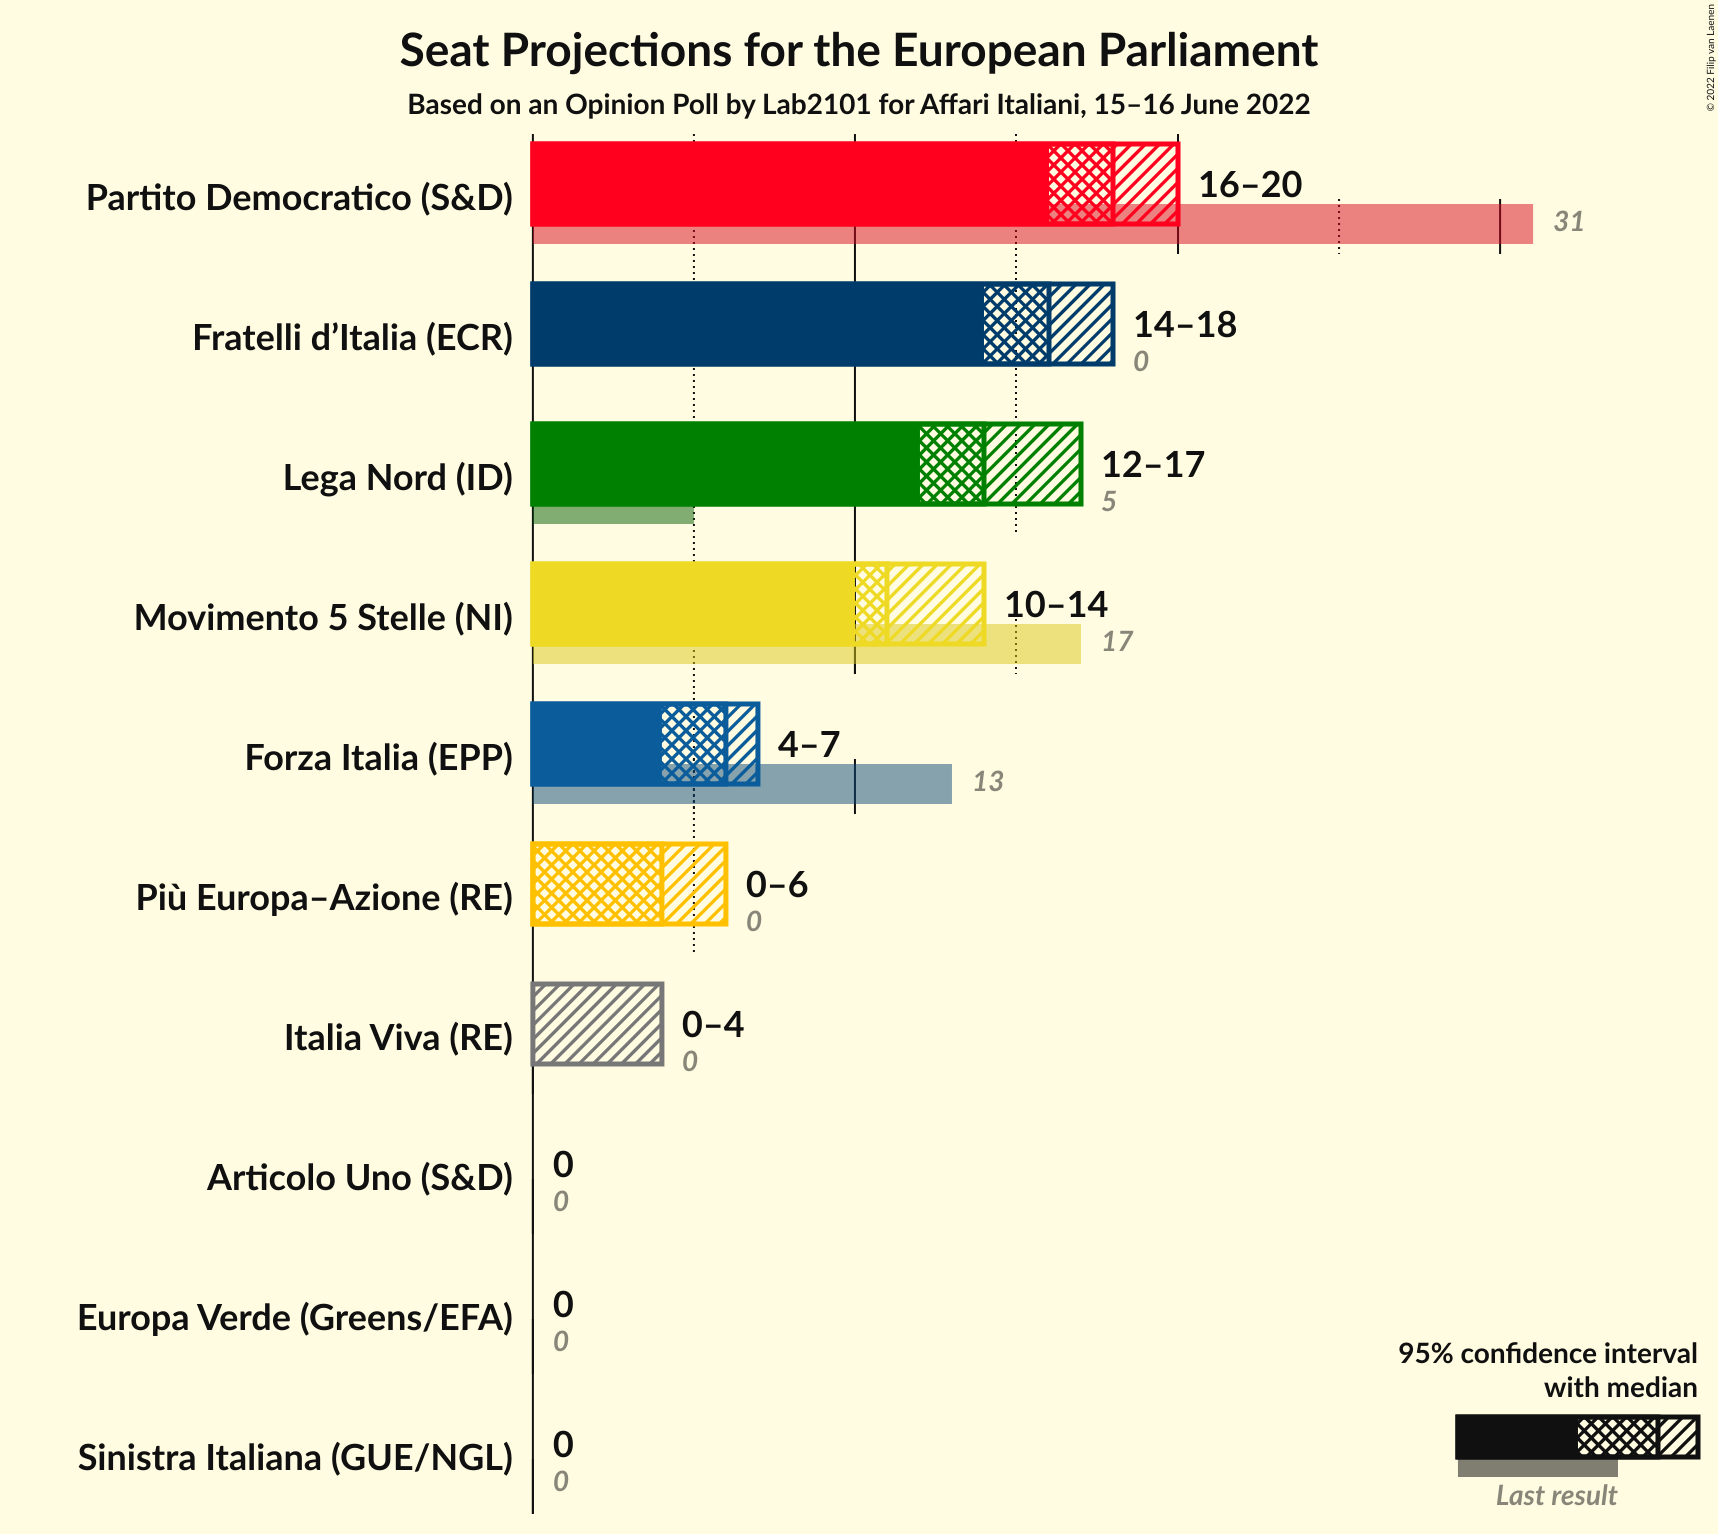 Seat Projections for the European Parliament
Based on an Opinion Poll by Lab2101 for Affari Italiani, 15–16 June 2022
© 2022 Filip van Laenen
Partito Democratico (S&D)
16–20
31
Fratelli d’Italia (ECR)
14–18
0
Lega Nord (ID)
12–17
5
Movimento 5 Stelle (NI)
10–14
17
Forza Italia (EPP)
4–7
13
Più Europa–Azione (RE)
0–6
0
Italia Viva (RE)
0–4
0
Articolo Uno (S&D)
0
0
Europa Verde (Greens/EFA)
0
0
Sinistra Italiana (GUE/NGL)
0
0
95% confidence interval
with median
Last result